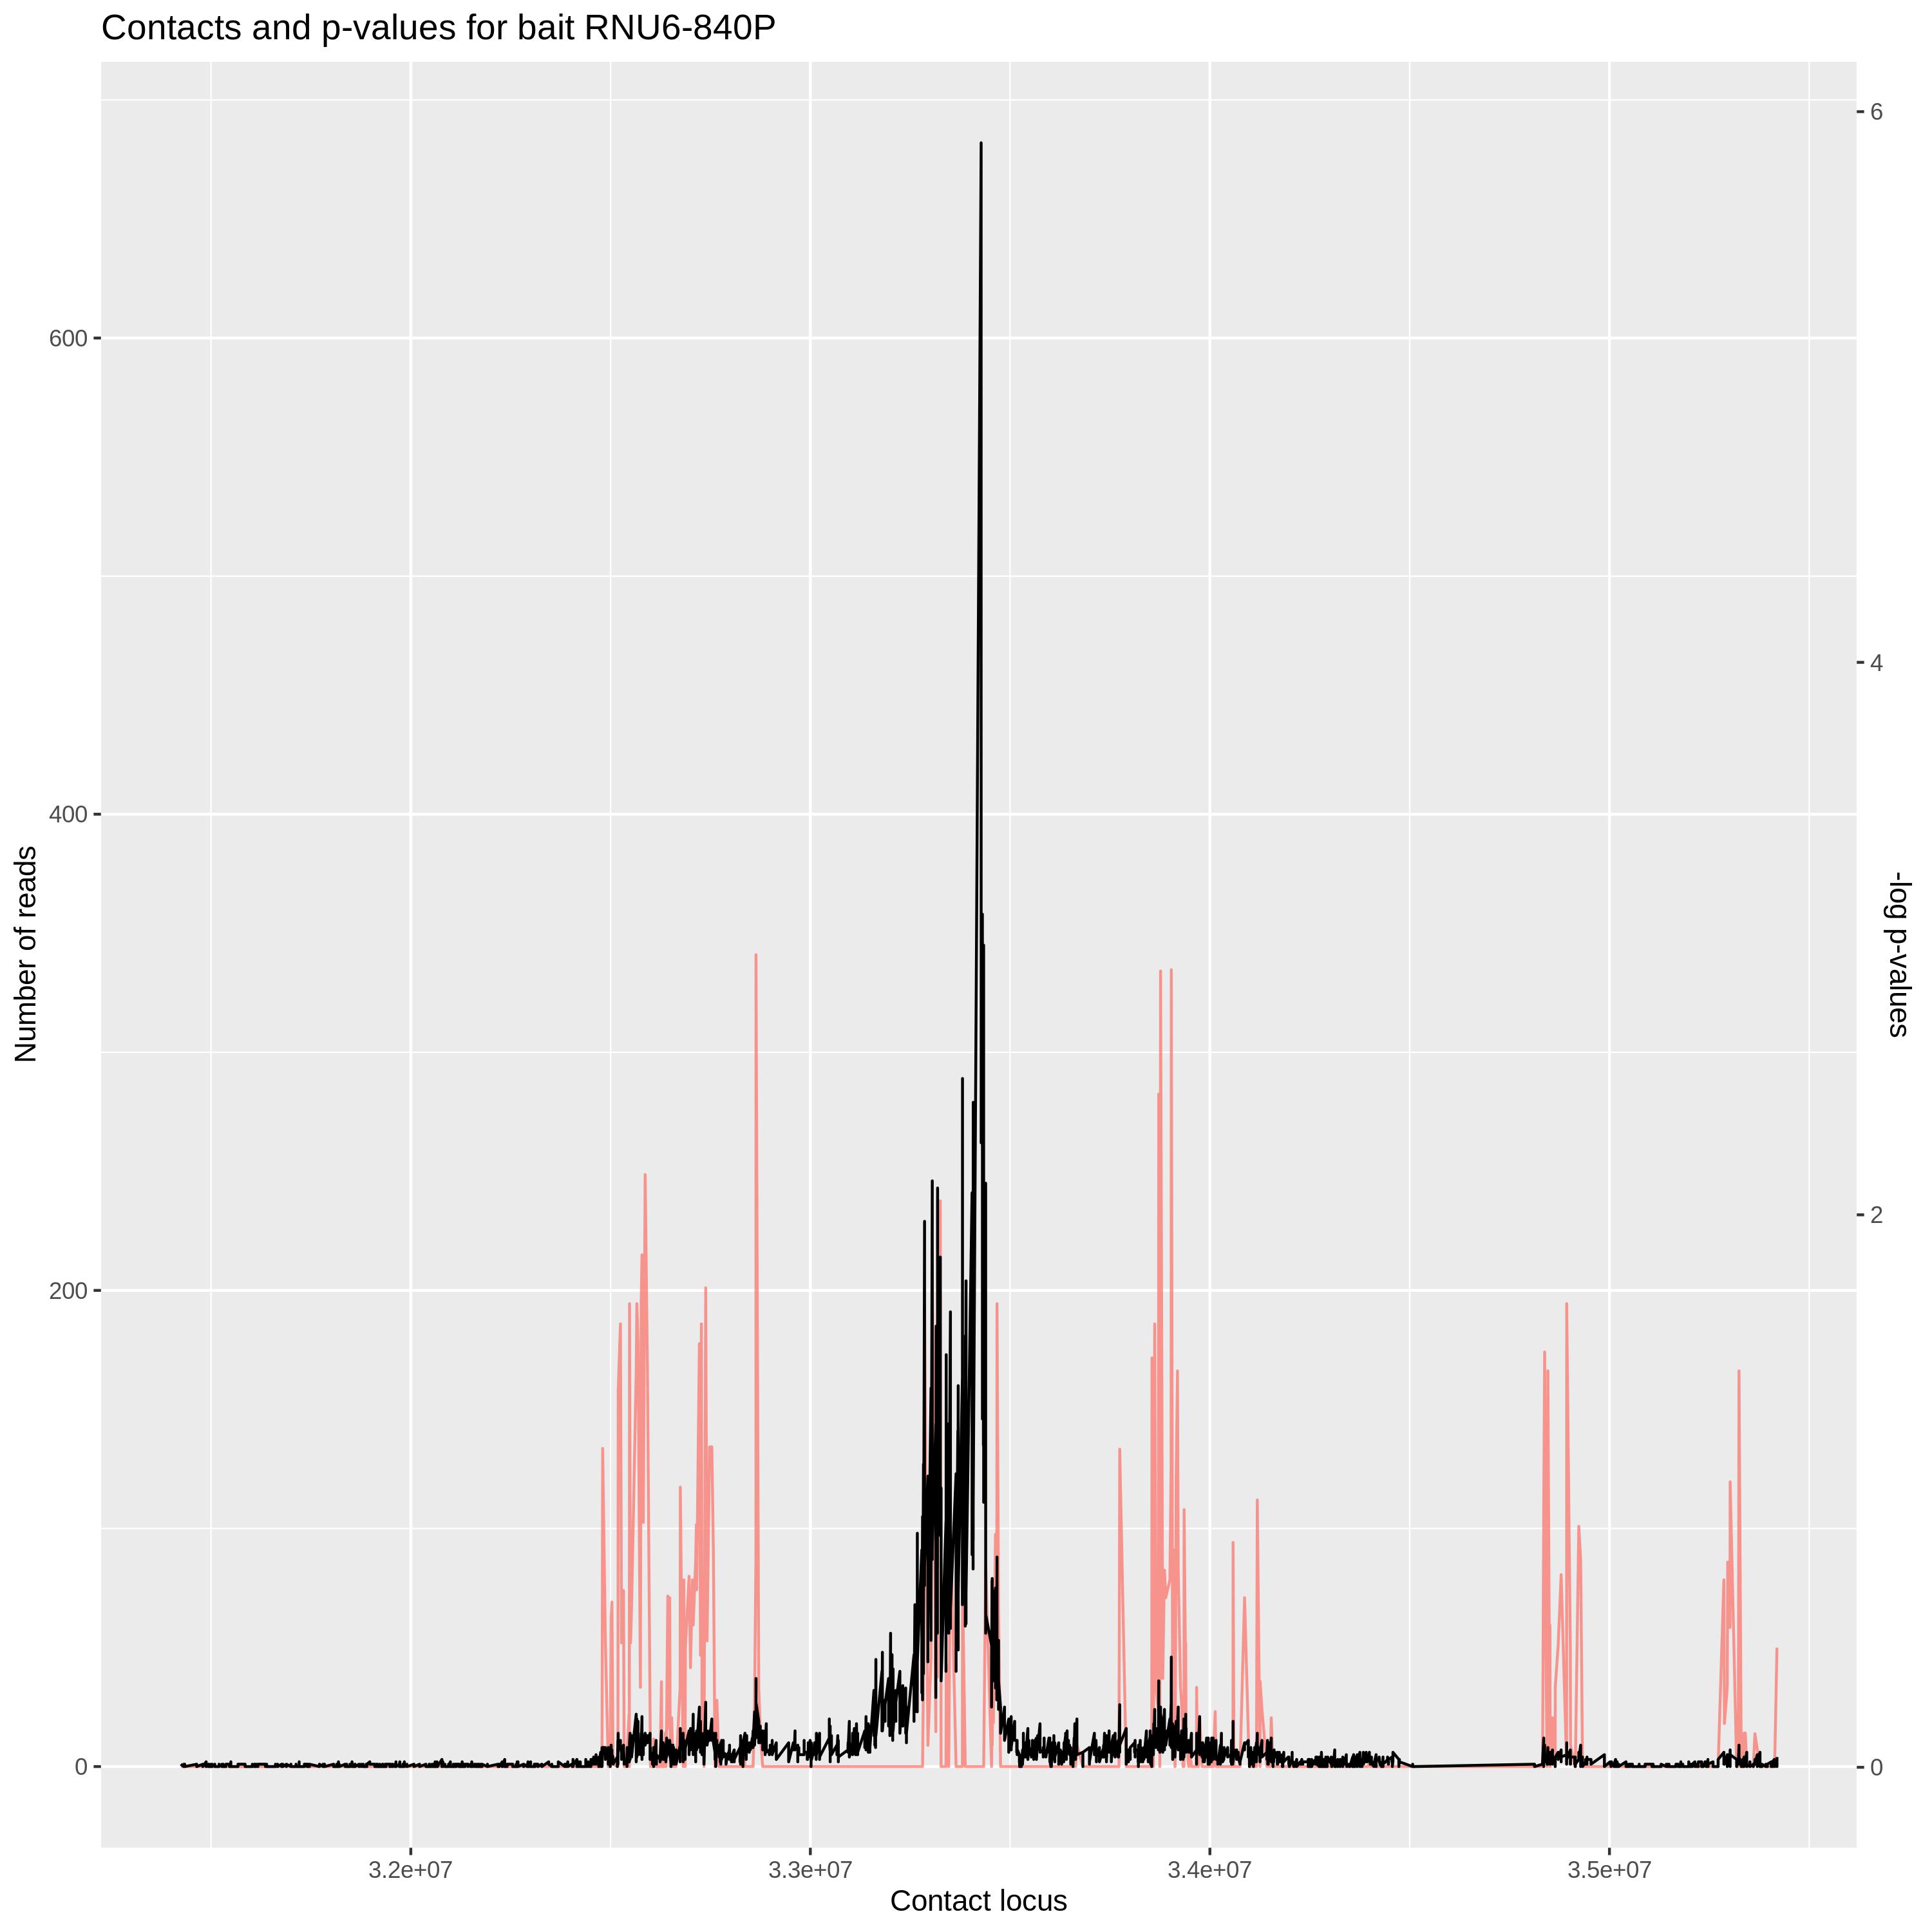 Contacts and p-values for bait RNU6-840P
600
400
200
0
6
4
2
0
Number of reads
-log p-values
3.2e+07
3.3e+07
3.4e+07
3.5e+07
Contact locus